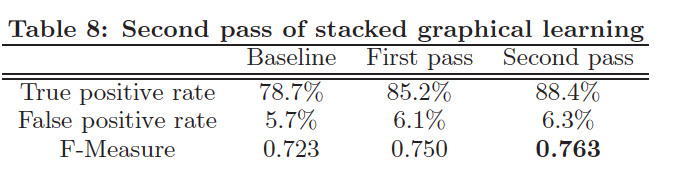 Table 8: Second pass of stacked graphical learning
Baseline First pass Second pass
True positive rate 78.7% 85.2% 88.4%
False positive rate 5.7% 6.1% 6.3%
F-Measure 0.723 0.750 0.763